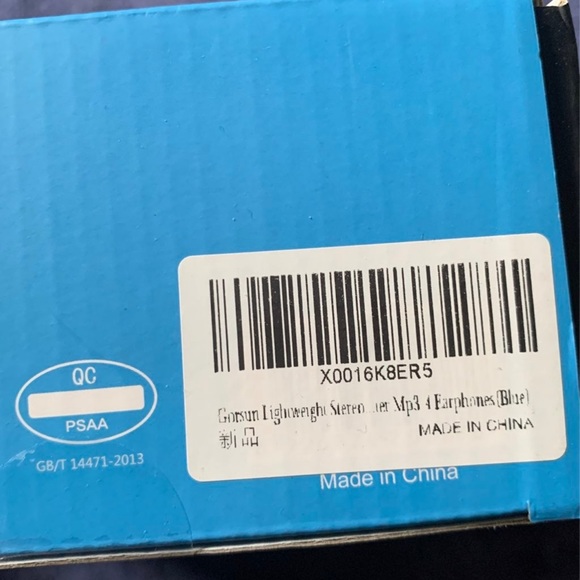 X0016K8ER5
Gorsun Lightweight Stereo Mp3 4 Earphones(Blue)
新品
MADE IN CHINA
Made in China
QC
PSAA
GB/T 14471-2013